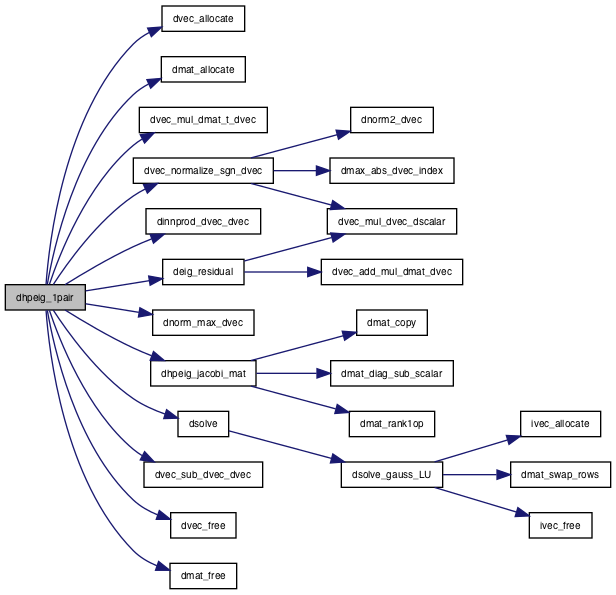 dvec_allocate
dmat_allocate
dvec_mul_dmat_t_dvec
dnorm2_dvec
dvec_normalize_sgn_dvec
dmax_abs_dvec_index
dinnprod_dvec_dvec
dvec_mul_dvec_dscalar
deig_residual
dvec_add_mul_dmat_dvec
dhpeig_1pair
dnorm_max_dvec
dmat_copy
dhpeig_jacobi_mat
dmat_diag_sub_scalar
dsolve
dmat_rank1op
ivec_allocate
dvec_sub_dvec_dvec
dsolve_gauss_LU
dmat_swap_rows
dvec_free
ivec_free
dmat_free